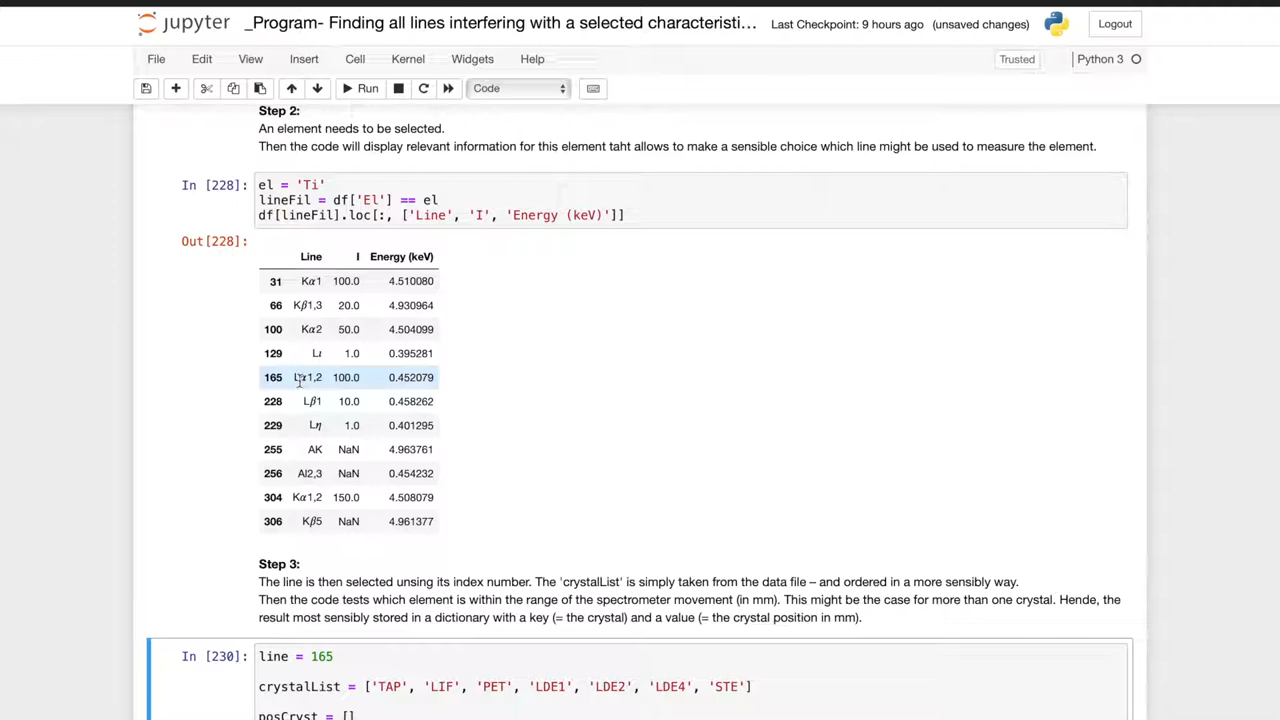 jupyter _Program- Finding all lines interfering with a selected characteristi... Last Checkpoint: 9 hours ago (unsaved changes) Logout
File Edit View Insert Cell Kernel Widgets Help Trusted Python 3
Run Code
Step 2:
An element needs to be selected.
Then the code will display relevant information for this element taht allows to make a sensible choice which line might be used to measure the element.
In [228]: el = 'Ti'
lineFil = df['El'] == el
df[lineFil].loc[:, ['Line', 'I', 'Energy (keV)']]
Out[228]:
Line I Energy (keV)
31 Kα1 100.0 4.510080
66 Kβ1,3 20.0 4.930964
100 Kα2 50.0 4.504099
129 Lι 1.0 0.395281
165 Lα1,2 100.0 0.452079
228 Lβ1 10.0 0.458262
229 Lη 1.0 0.401295
255 AK NaN 4.963761
256 Al2,3 NaN 0.454232
304 Kα1,2 150.0 4.508079
306 Kβ5 NaN 4.961377
Step 3:
The line is then selected unsing its index number. The 'crystalList' is simply taken from the data file – and ordered in a more sensibly way.
Then the code tests which element is within the range of the spectrometer movement (in mm). This might be the case for more than one crystal. Hende, the
result most sensibly stored in a dictionary with a key (= the crystal) and a value (= the crystal position in mm).
In [230]: line = 165
crystalList = ['TAP', 'LIF', 'PET', 'LDE1', 'LDE2', 'LDE4', 'STE']
posCryst = []